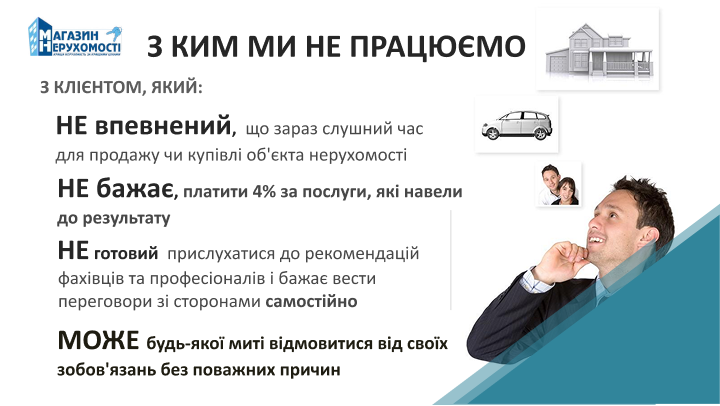 МАГАЗИН
НЕРУХОМОСТІ
З КИМ МИ НЕ ПРАЦЮЄМО
З КЛІЄНТОМ, ЯКИЙ:
НЕ впевнений, що зараз слушний час
для продажу чи купівлі об'єкта нерухомості
НЕ бажає, платити 4% за послуги, які навели
до результату
НЕ готовий прислухатися до рекомендацій
фахівців та професіоналів і бажає вести
переговори зі сторонами самостійно
МОЖЕ будь-якої миті відмовитися від своїх
зобов'язань без поважних причин